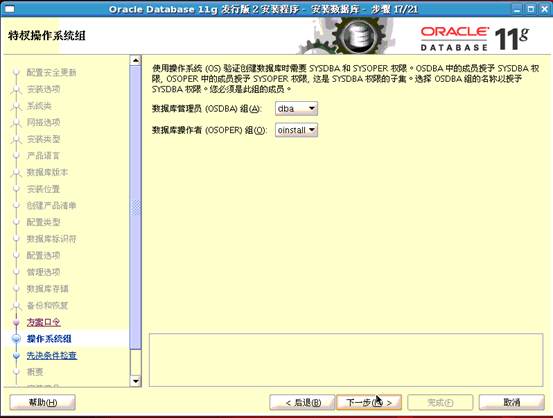 Oracle Database 11g 发行版 2 安装程序 - 安装数据库 - 步骤 17/21
特权操作系统组
ORACLE
DATABASE 11g
配置安全更新
安装选项
系统类
网格选项
安装类型
产品语言
数据库版本
安装位置
创建产品清单
配置类型
数据库标识符
配置选项
管理选项
数据库存储
备份和恢复
方案口令
操作系统组
先决条件检查
概要
使用操作系统 (OS) 验证创建数据库时需要 SYSDBA 和 SYSOPER 权限。OSDBA 中的成员授予 SYSDBA 权
限, OSOPER 中的成员授予 SYSOPER 权限, 这是 SYSDBA 权限的子集。选择 OSDBA 组的名称以授予
SYSDBA 权限。您必须是此组的成员。
数据库管理员 (OSDBA) 组(A): dba
数据库操作者 (OSOPER) 组(O): oinstall
帮助(H)
< 后退(B)
下一步(N) >
完成(F)
取消